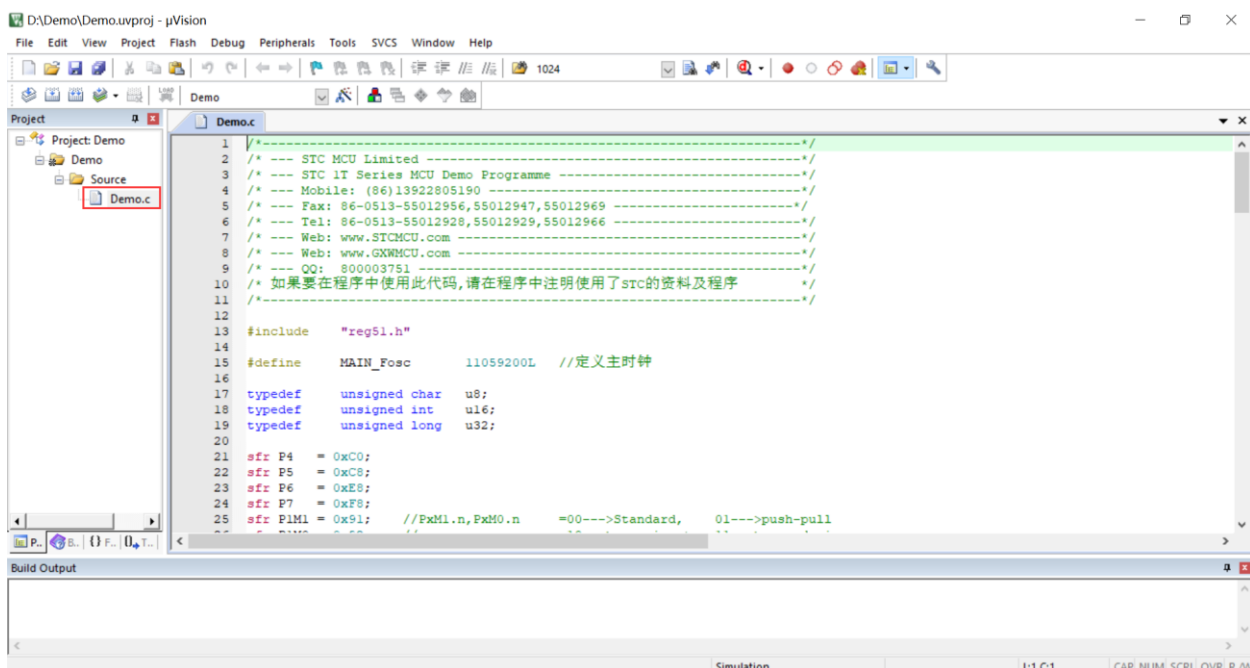 D:\Demo\Demo.uvproj - µVision
File Edit View Project Flash Debug Peripherals Tools SVCS Window Help
1024
LOAD Demo
Project
Demo.c
Project: Demo
Demo
Source
Demo.c
1 /*---------------------------------------------------------------------*/
2 /* --- STC MCU Limited ------------------------------------------------*/
3 /* --- STC 1T Series MCU Demo Programme -------------------------------*/
4 /* --- Mobile: (86)13922805190 ----------------------------------------*/
5 /* --- Fax: 86-0513-55012956,55012947,55012969 -----------------------*/
6 /* --- Tel: 86-0513-55012928,55012929,55012966 ------------------------*/
7 /* --- Web: www.STCMCU.com --------------------------------------------*/
8 /* --- Web: www.GXWMCU.com --------------------------------------------*/
9 /* --- QQ:  800003751 -------------------------------------------------*/
10 /* 如果要在程序中使用此代码,请在程序中注明使用了STC的资料及程序        */
11 /*---------------------------------------------------------------------*/
12
13 #include    "reg51.h"
14
15 #define     MAIN_Fosc       11059200L   //定义主时钟
16
17 typedef     unsigned char   u8;
18 typedef     unsigned int    u16;
19 typedef     unsigned long   u32;
20
21 sfr P4   = 0xC0;
22 sfr P5   = 0xC8;
23 sfr P6   = 0xE8;
24 sfr P7   = 0xF8;
25 sfr P1M1 = 0x91;    //PxM1.n,PxM0.n     =00--->Standard,    01--->push-pull
P.. B.. {} F.. 0 T..
Build Output
Simulation L:1 C:1 CAP NUM SCRL OVR R/W